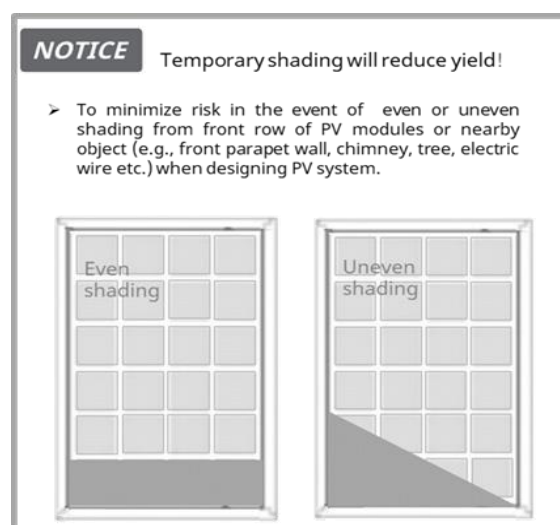 NOTICE
Temporary shading will reduce yield!
➢ To minimize risk in the event of even or uneven
shading from front row of PV modules or nearby
object (e.g., front parapet wall, chimney, tree, electric
wire etc.) when designing PV system.
Even
shading
Uneven
shading